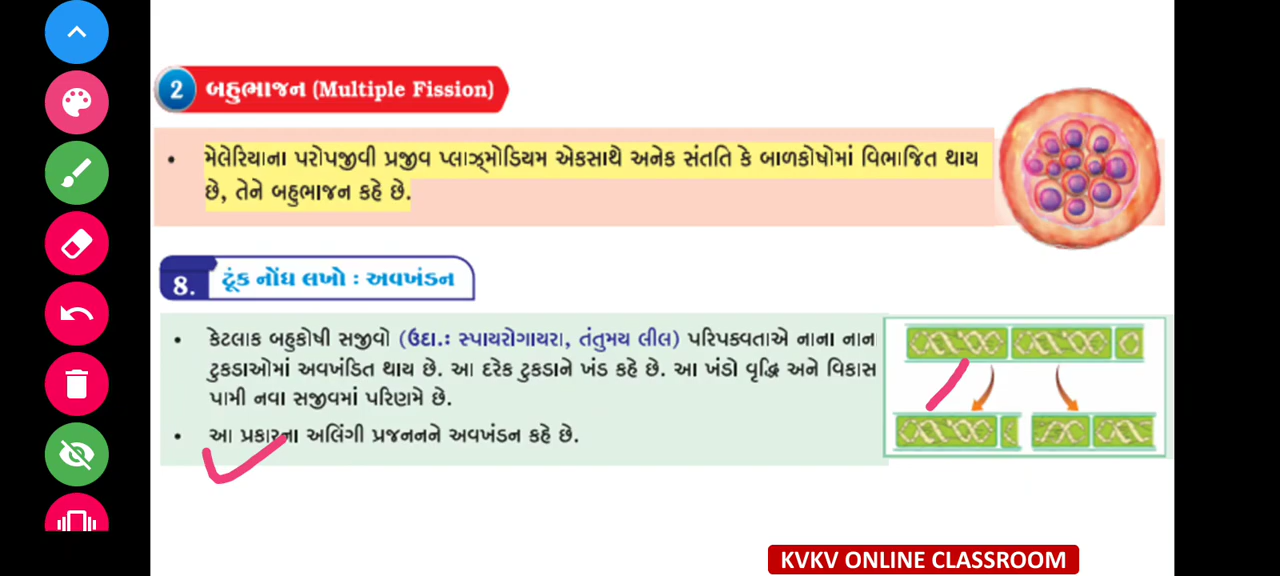 2 બહુભાજન (Multiple Fission)
• મેલેરિયાના પરોપજીવી પ્રજીવ પ્લાઝ્મોડિયમ એકસાથે અનેક સંતતિ કે બાળકોષોમાં વિભાજિત થાય
છે, તેને બહુભાજન કહે છે.
8. ટૂંક નોંધ લખો : અવખંડન
• કેટલાક બહુકોષી સજીવો (ઉદા.: સ્પાયરોગાયરા, તંતુમય લીલ) પરિપક્વતાએ નાના નાન
ટુકડાઓમાં અવખંડિત થાય છે. આ દરેક ટુકડાને ખંડ કહે છે. આ ખંડો વૃદ્ધિ અને વિકાસ
પામી નવા સજીવમાં પરિણમે છે.
• આ પ્રકારના અલિંગી પ્રજનનને અવખંડન કહે છે.
KVKV ONLINE CLASSROOM